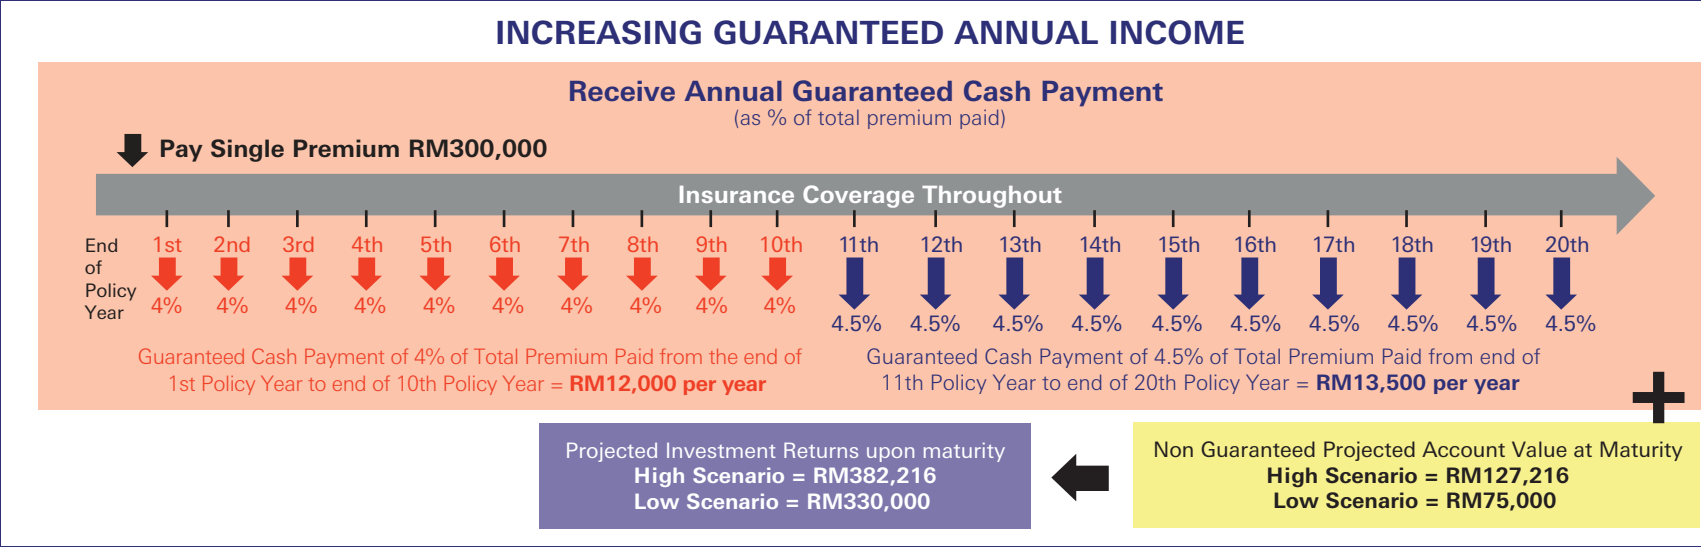 INCREASING GUARANTEED ANNUAL INCOME
Receive Annual Guaranteed Cash Payment
(as % of total premium paid)
Pay Single Premium RM300,000
Insurance Coverage Throughout
End of Policy Year
1st 2nd 3rd 4th 5th 6th 7th 8th 9th 10th 11th 12th 13th 14th 15th 16th 17th 18th 19th 20th
4% 4% 4% 4% 4% 4% 4% 4% 4% 4% 4.5% 4.5% 4.5% 4.5% 4.5% 4.5% 4.5% 4.5% 4.5% 4.5%
Guaranteed Cash Payment of 4% of Total Premium Paid from the end of
1st Policy Year to end of 10th Policy Year = RM12,000 per year
Guaranteed Cash Payment of 4.5% of Total Premium Paid from end of
11th Policy Year to end of 20th Policy Year = RM13,500 per year
+
Non Guaranteed Projected Account Value at Maturity
High Scenario = RM127,216
Low Scenario = RM75,000
Projected Investment Returns upon maturity
High Scenario = RM382,216
Low Scenario = RM330,000